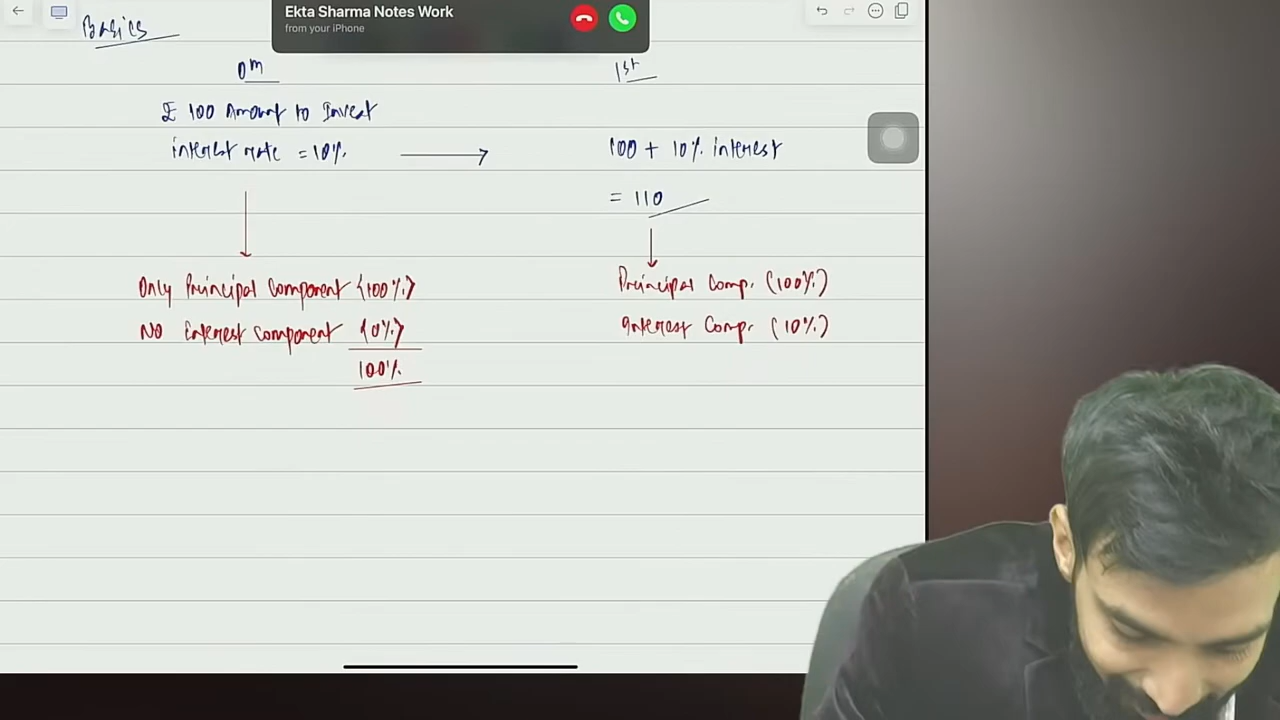 Ekta Sharma Notes Work
from your iPhone
Basics
0th
1st
£ 100 Amount to Invest
interest rate = 10%
100 + 10% interest
= 110
Only Principal Component {100%}
No Interest Component {0%}
100%
Principal Comp. (100%)
Interest Comp. (10%)